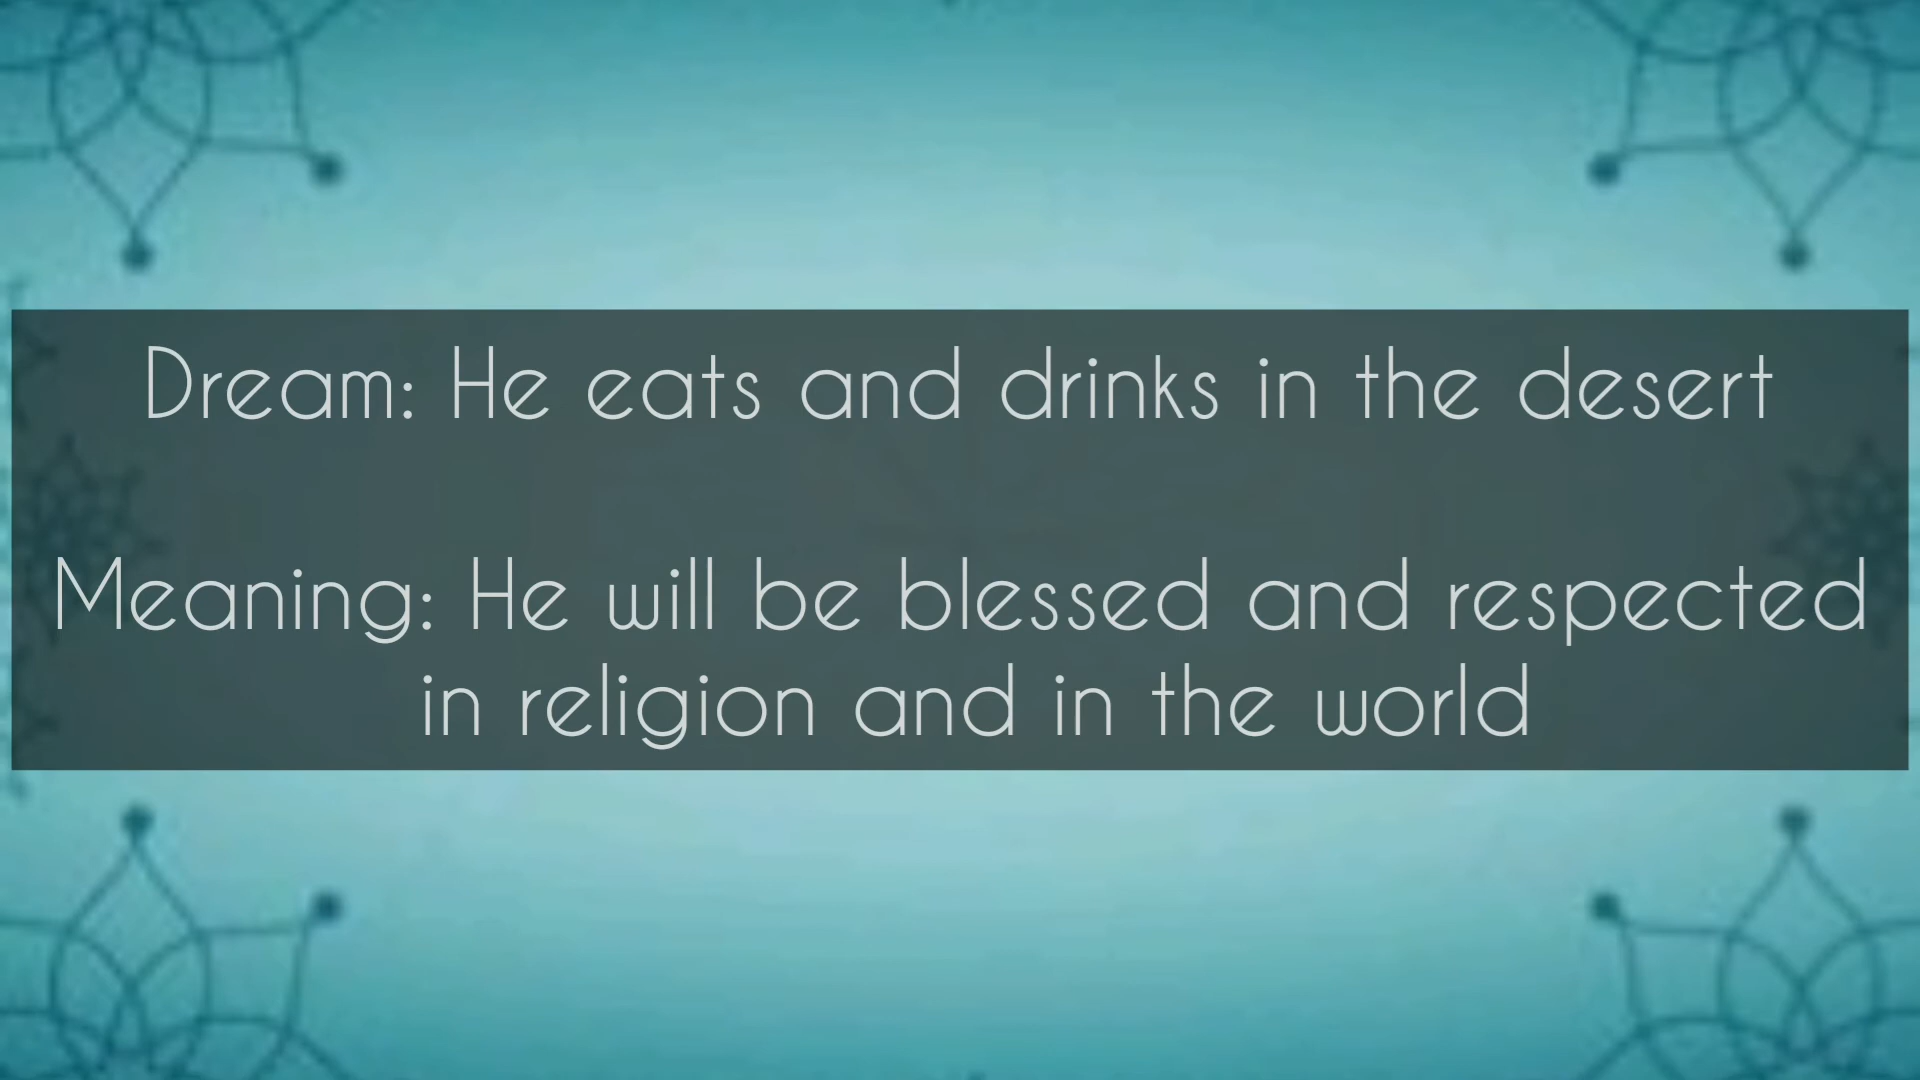 Dream: He eats and drinks in the desert
Meaning: He will be blessed and respected
in religion and in the world